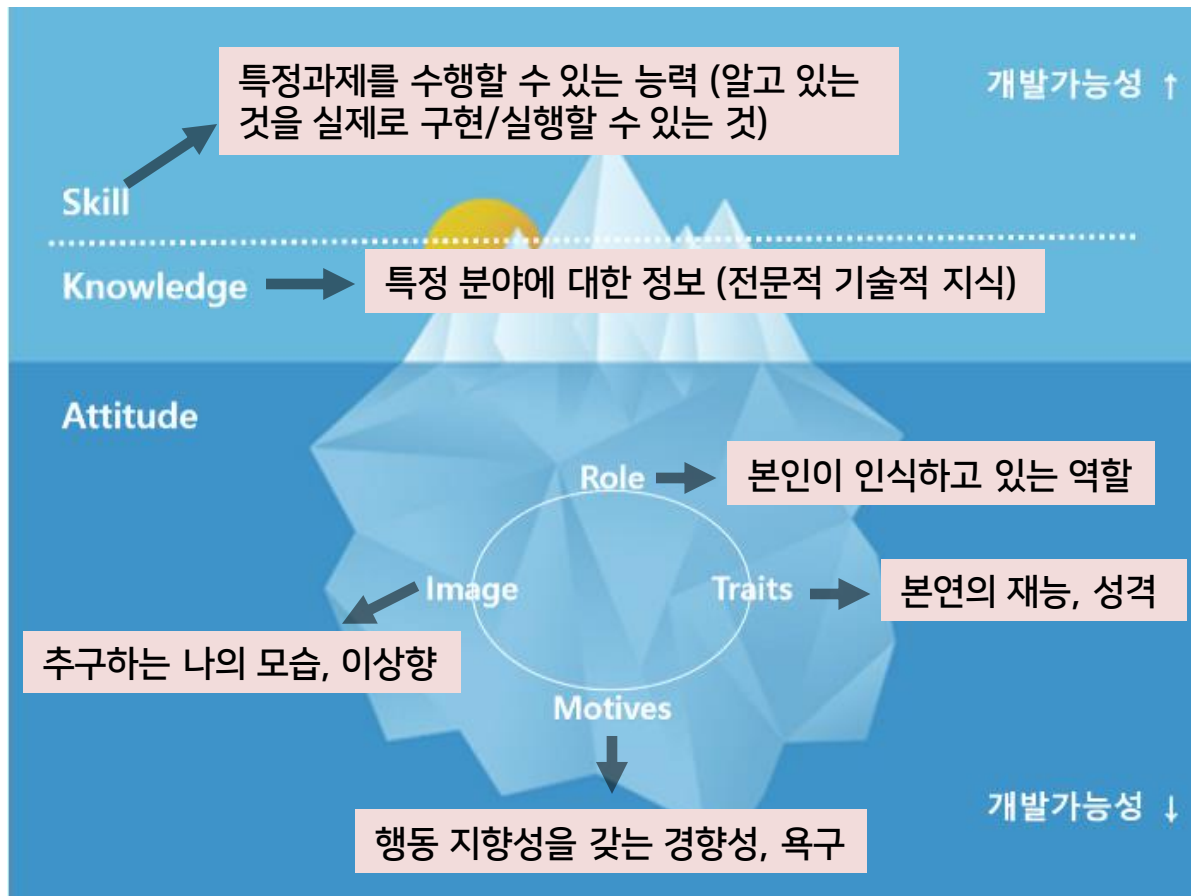 특정과제를 수행할 수 있는 능력 (알고 있는
것을 실제로 구현/실행할 수 있는 것)
개발가능성 ↑
Skill
Knowledge
특정 분야에 대한 정보 (전문적 기술적 지식)
Attitude
Role
본인이 인식하고 있는 역할
Image
Traits
본연의 재능, 성격
추구하는 나의 모습, 이상향
Motives
개발가능성 ↓
행동 지향성을 갖는 경향성, 욕구